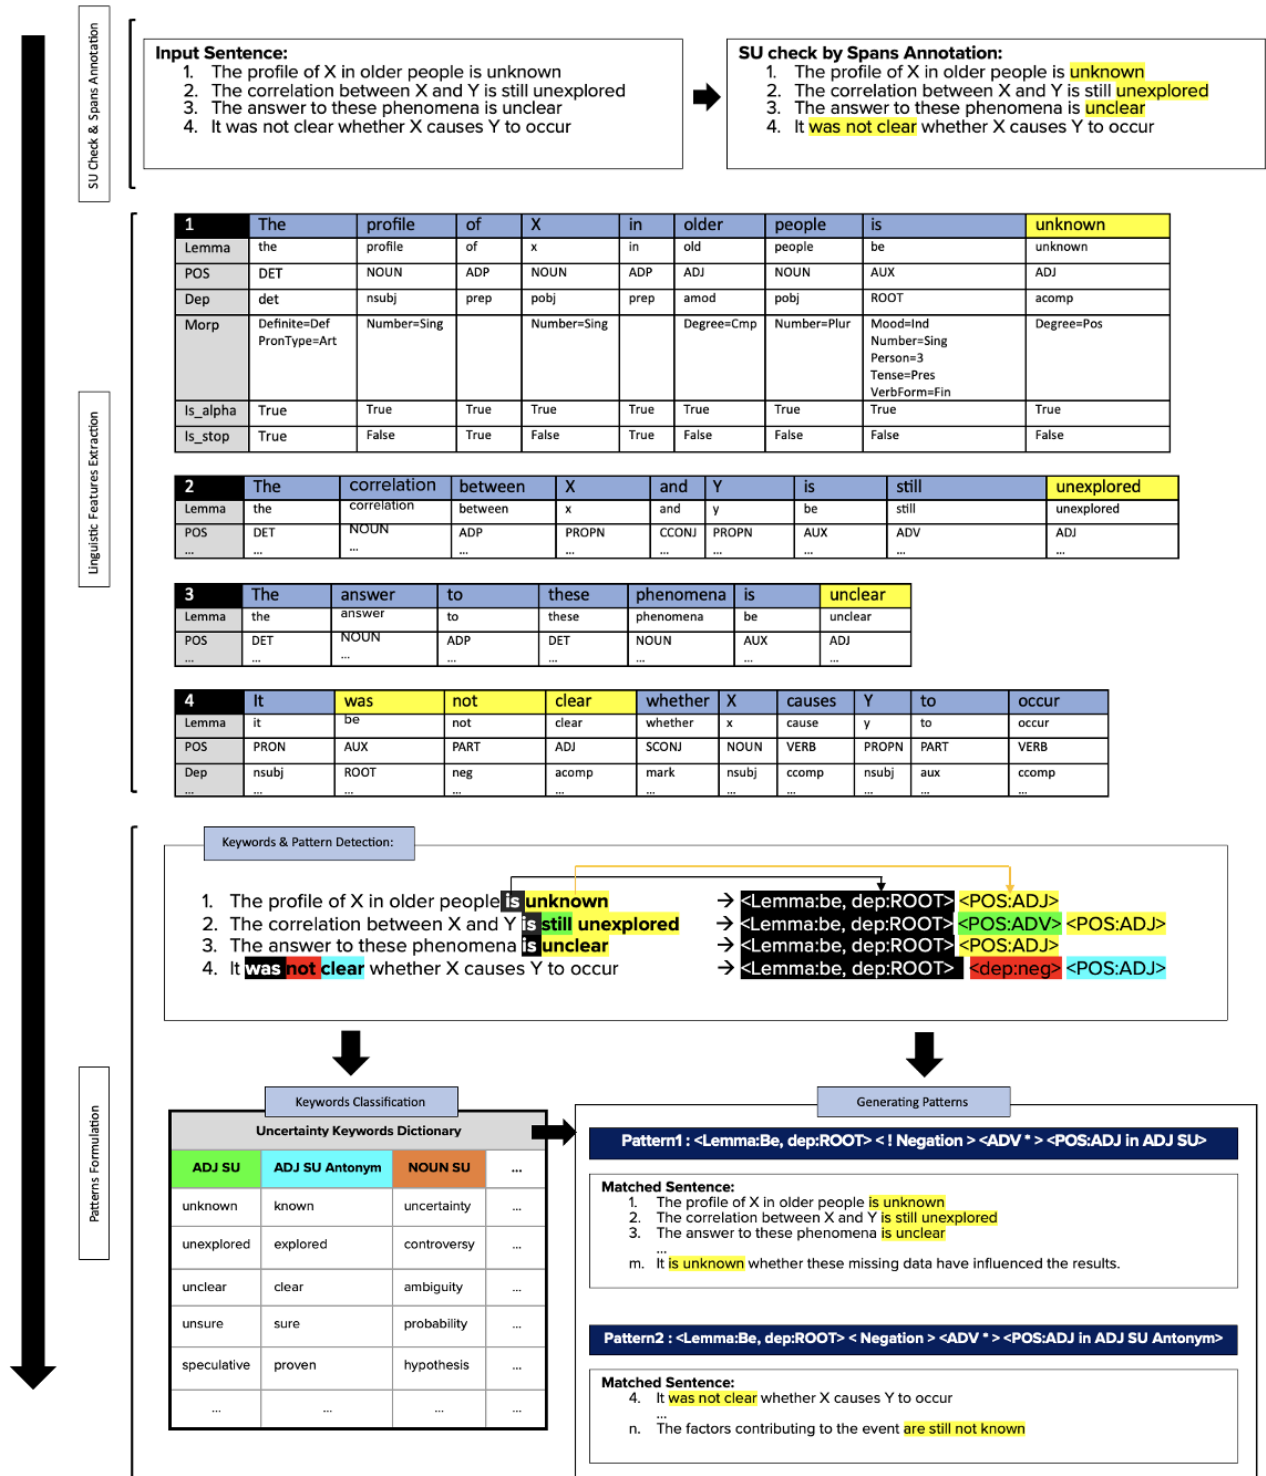 SU Check & Spans Annotation
Input Sentence:
1. The profile of X in older people is unknown
2. The correlation between X and Y is still unexplored
3. The answer to these phenomena is unclear
4. It was not clear whether X causes Y to occur
SU check by Spans Annotation:
1. The profile of X in older people is unknown
2. The correlation between X and Y is still unexplored
3. The answer to these phenomena is unclear
4. It was not clear whether X causes Y to occur
Linguistic Features Extraction
1 The profile of X in older people is unknown
Lemma the profile of x in old people be unknown
POS DET NOUN ADP NOUN ADP ADJ NOUN AUX ADJ
Dep det nsubj prep pobj prep amod pobj ROOT acomp
Morp Definite=Def Number=Sing Number=Sing Degree=Cmp Number=Plur Mood=Ind Degree=Pos
PronType=Art Number=Sing
Person=3
Tense=Pres
VerbForm=Fin
Is_alpha True True True True True True True True True
Is_stop True False True False True False False False False
2 The correlation between X and Y is still unexplored
Lemma the correlation between x and y be still unexplored
POS DET NOUN ADP PROPN CCONJ PROPN AUX ADV ADJ
... ... ... ... ... ... ... ... ... ...
3 The answer to these phenomena is unclear
Lemma the answer to these phenomena be unclear
POS DET NOUN ADP DET NOUN AUX ADJ
... ... ... ... ... ... ... ...
4 It was not clear whether X causes Y to occur
Lemma it be not clear whether x cause y to occur
POS PRON AUX PART ADJ SCONJ NOUN VERB PROPN PART VERB
Dep nsubj ROOT neg acomp mark nsubj ccomp nsubj aux ccomp
... ... ... ... ... ... ... ... ... ... ...
Patterns Formulation
Keywords & Pattern Detection:
1. The profile of X in older people is unknown → <Lemma:be, dep:ROOT> <POS:ADJ>
2. The correlation between X and Y is still unexplored → <Lemma:be, dep:ROOT> <POS:ADV> <POS:ADJ>
3. The answer to these phenomena is unclear → <Lemma:be, dep:ROOT> <POS:ADJ>
4. It was not clear whether X causes Y to occur → <Lemma:be, dep:ROOT> <dep:neg> <POS:ADJ>
Keywords Classification
Uncertainty Keywords Dictionary
ADJ SU ADJ SU Antonym NOUN SU ...
unknown known uncertainty ...
unexplored explored controversy ...
unclear clear ambiguity ...
unsure sure probability ...
speculative proven hypothesis ...
... ... ... ...
Generating Patterns
Pattern1 : <Lemma:Be, dep:ROOT> < ! Negation > <ADV * > <POS:ADJ in ADJ SU>
Matched Sentence:
1. The profile of X in older people is unknown
2. The correlation between X and Y is still unexplored
3. The answer to these phenomena is unclear
...
m. It is unknown whether these missing data have influenced the results.
Pattern2 : <Lemma:Be, dep:ROOT> < Negation > <ADV * > <POS:ADJ in ADJ SU Antonym>
Matched Sentence:
4. It was not clear whether X causes Y to occur
...
n. The factors contributing to the event are still not known